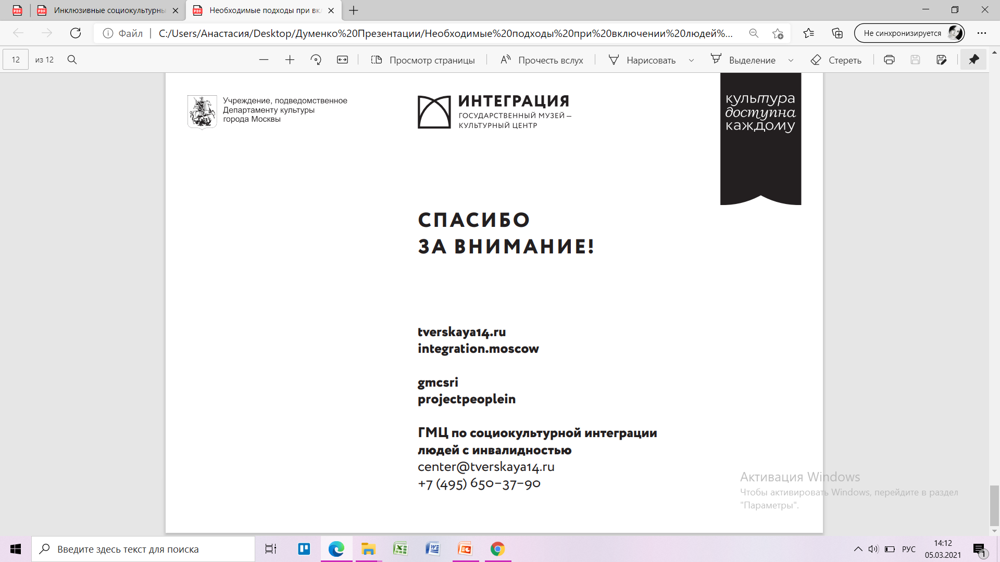 Инклюзивные социокультурны
Необходимые подходы при вк
Файл
C:/Users/Анастасия/Desktop/Думенко%20Презентации/Необходимые%20подходы%20при%20включении%20людей%...
Не синхронизируется
12 из 12
Просмотр страницы
Прочесть вслух
Нарисовать
Выделение
Стереть
Учреждение, подведомственное
Департаменту культуры
города Москвы
ИНТЕГРАЦИЯ
ГОСУДАРСТВЕННЫЙ МУЗЕЙ –
КУЛЬТУРНЫЙ ЦЕНТР
культура
доступна
каждому
СПАСИБО
ЗА ВНИМАНИЕ!
tverskaya14.ru
integration.moscow
gmcsri
projectpeoplein
ГМЦ по социокультурной интеграции
людей с инвалидностью
center@tverskaya14.ru
+7 (495) 650-37-90
Активация Windows
Чтобы активировать Windows, перейдите в раздел
"Параметры".
Введите здесь текст для поиска
РУС
14:12
05.03.2021
1